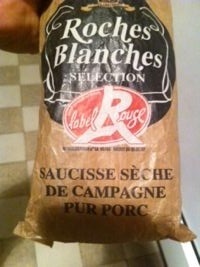 Roches
Blanches
SÉLECTION
label Rouge
SAUCISSE SÈCHE
DE CAMPAGNE
PUR PORC